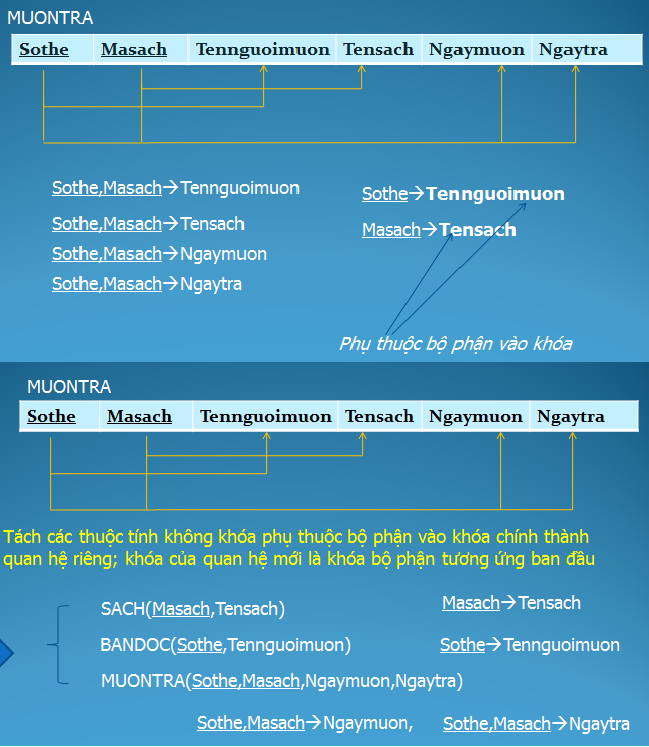 MUONTRA
Sothe Masach Tennguoimuon Tensach Ngaymuon Ngaytra
Sothe,Masach→Tennguoimuon
Sothe,Masach→Tensach
Sothe,Masach→Ngaymuon
Sothe,Masach→Ngaytra
Sothe→Tennguoimuon
Masach→Tensach
Phụ thuộc bộ phận vào khóa
MUONTRA
Sothe Masach Tennguoimuon Tensach Ngaymuon Ngaytra
Tách các thuộc tính không khóa phụ thuộc bộ phận vào khóa chính thành
quan hệ riêng; khóa của quan hệ mới là khóa bộ phận tương ứng ban đầu
SACH(Masach,Tensach)
Masach→Tensach
BANDOC(Sothe,Tennguoimuon)
Sothe→Tennguoimuon
MUONTRA(Sothe,Masach,Ngaymuon,Ngaytra)
Sothe,Masach→Ngaymuon, Sothe,Masach→Ngaytra